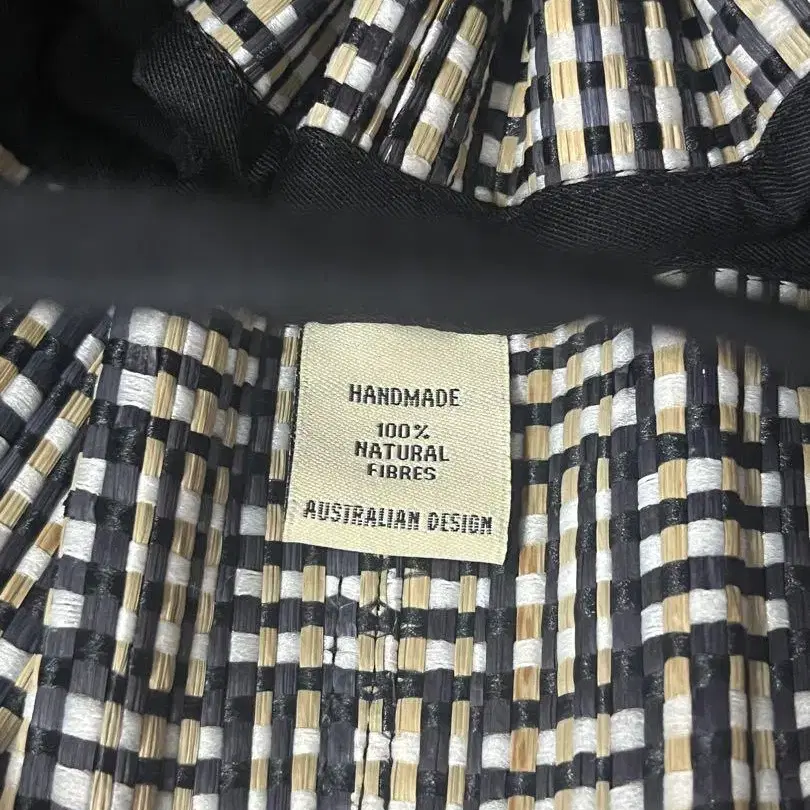 HANDMADE
100%
NATURAL
FIBRES
AUSTRALIAN DESIGN